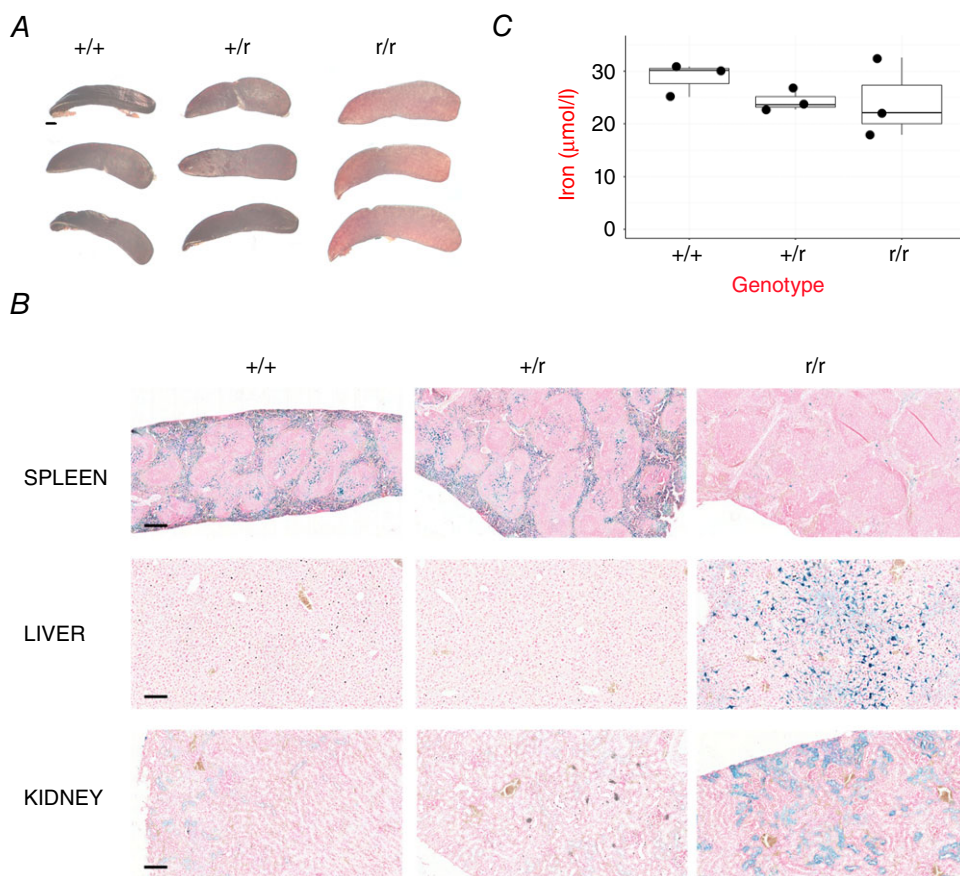 A
+/+ +/r r/r
C
30
20
10
0
Iron (μmol/l)
+/+ +/r r/r
Genotype
B
+/+ +/r r/r
SPLEEN
LIVER
KIDNEY